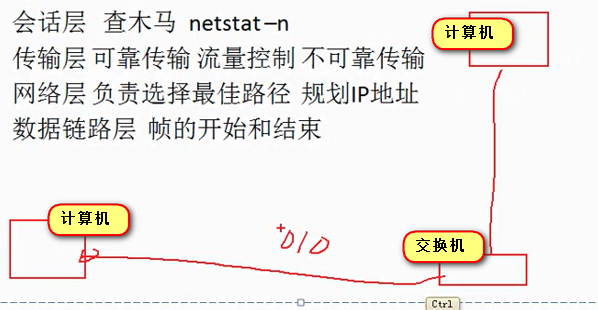 会话层 查木马 netstat –n
传输层 可靠传输 流量控制 不可靠传输
网络层 负责选择最佳路径 规划IP地址
数据链路层 帧的开始和结束
计算机
计算机
010
交换机
Ctrl